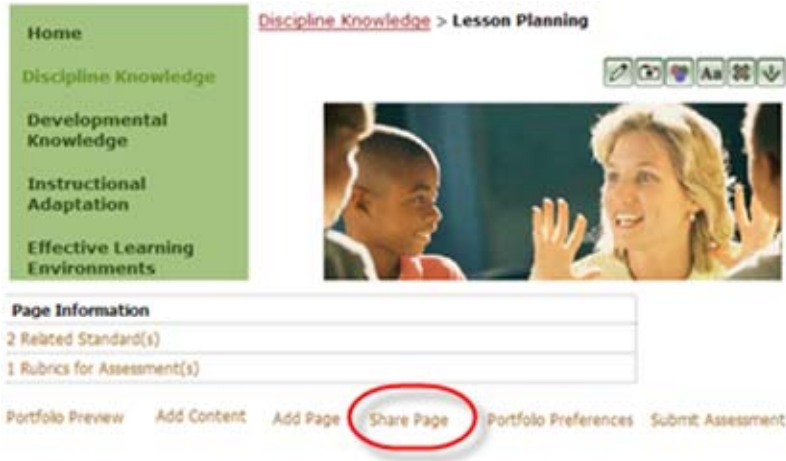 Home
Discipline Knowledge > Lesson Planning
Discipline Knowledge
Aa
Developmental
Knowledge
Instructional
Adaptation
Effective Learning
Environments
Page Information
2 Related Standard(s)
1 Rubrics for Assessment(s)
Portfolio Preview Add Content Add Page Share Page Portfolio Preferences Submit Assessment